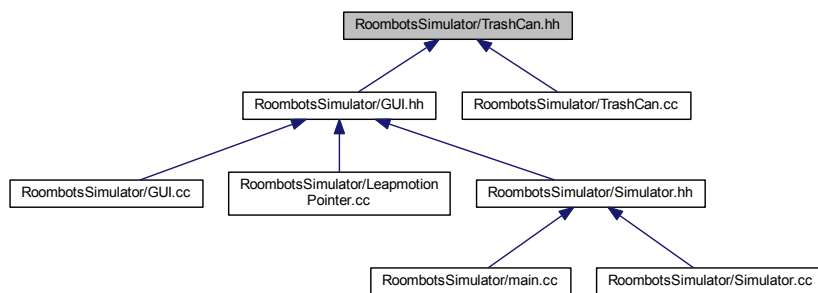 RoombotsSimulator/TrashCan.hh
RoombotsSimulator/GUI.hh
RoombotsSimulator/TrashCan.cc
RoombotsSimulator/GUI.cc
RoombotsSimulator/Leapmotion
Pointer.cc
RoombotsSimulator/Simulator.hh
RoombotsSimulator/main.cc
RoombotsSimulator/Simulator.cc